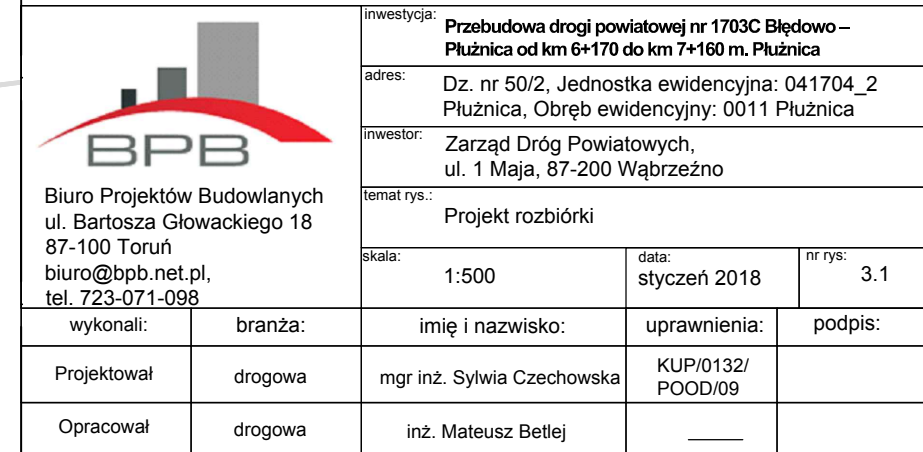 BPB
Biuro Projektów Budowlanych
ul. Bartosza Głowackiego 18
87-100 Toruń
biuro@bpb.net.pl,
tel. 723-071-098
inwestycja:
Przebudowa drogi powiatowej nr 1703C Błędowo –
Płużnica od km 6+170 do km 7+160 m. Płużnica
adres:
Dz. nr 50/2, Jednostka ewidencyjna: 041704_2
Płużnica, Obręb ewidencyjny: 0011 Płużnica
inwestor:
Zarząd Dróg Powiatowych,
ul. 1 Maja, 87-200 Wąbrzeźno
temat rys.:
Projekt rozbiórki
skala:
1:500
data:
styczeń 2018
nr rys:
3.1
wykonali: branża: imię i nazwisko: uprawnienia: podpis:
Projektował drogowa mgr inż. Sylwia Czechowska KUP/0132/
POOD/09
Opracował drogowa inż. Mateusz Betlej